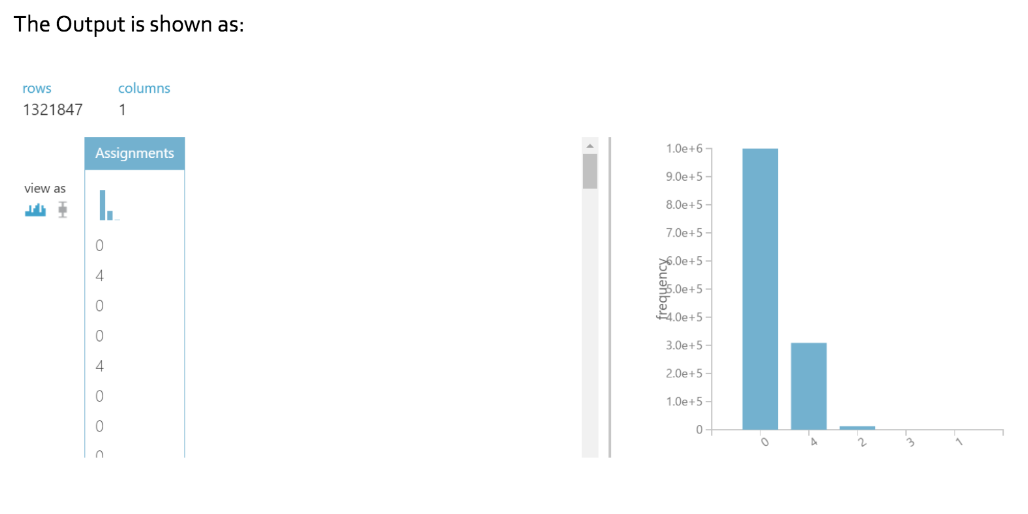 The Output is shown as:
rows columns
1321847 1
Assignments
view as
0
4
0
0
4
0
0
0
frequency
1.0e+6
9.0e+5
8.0e+5
7.0e+5
6.0e+5
5.0e+5
4.0e+5
3.0e+5
2.0e+5
1.0e+5
0
0 4 2 3 1